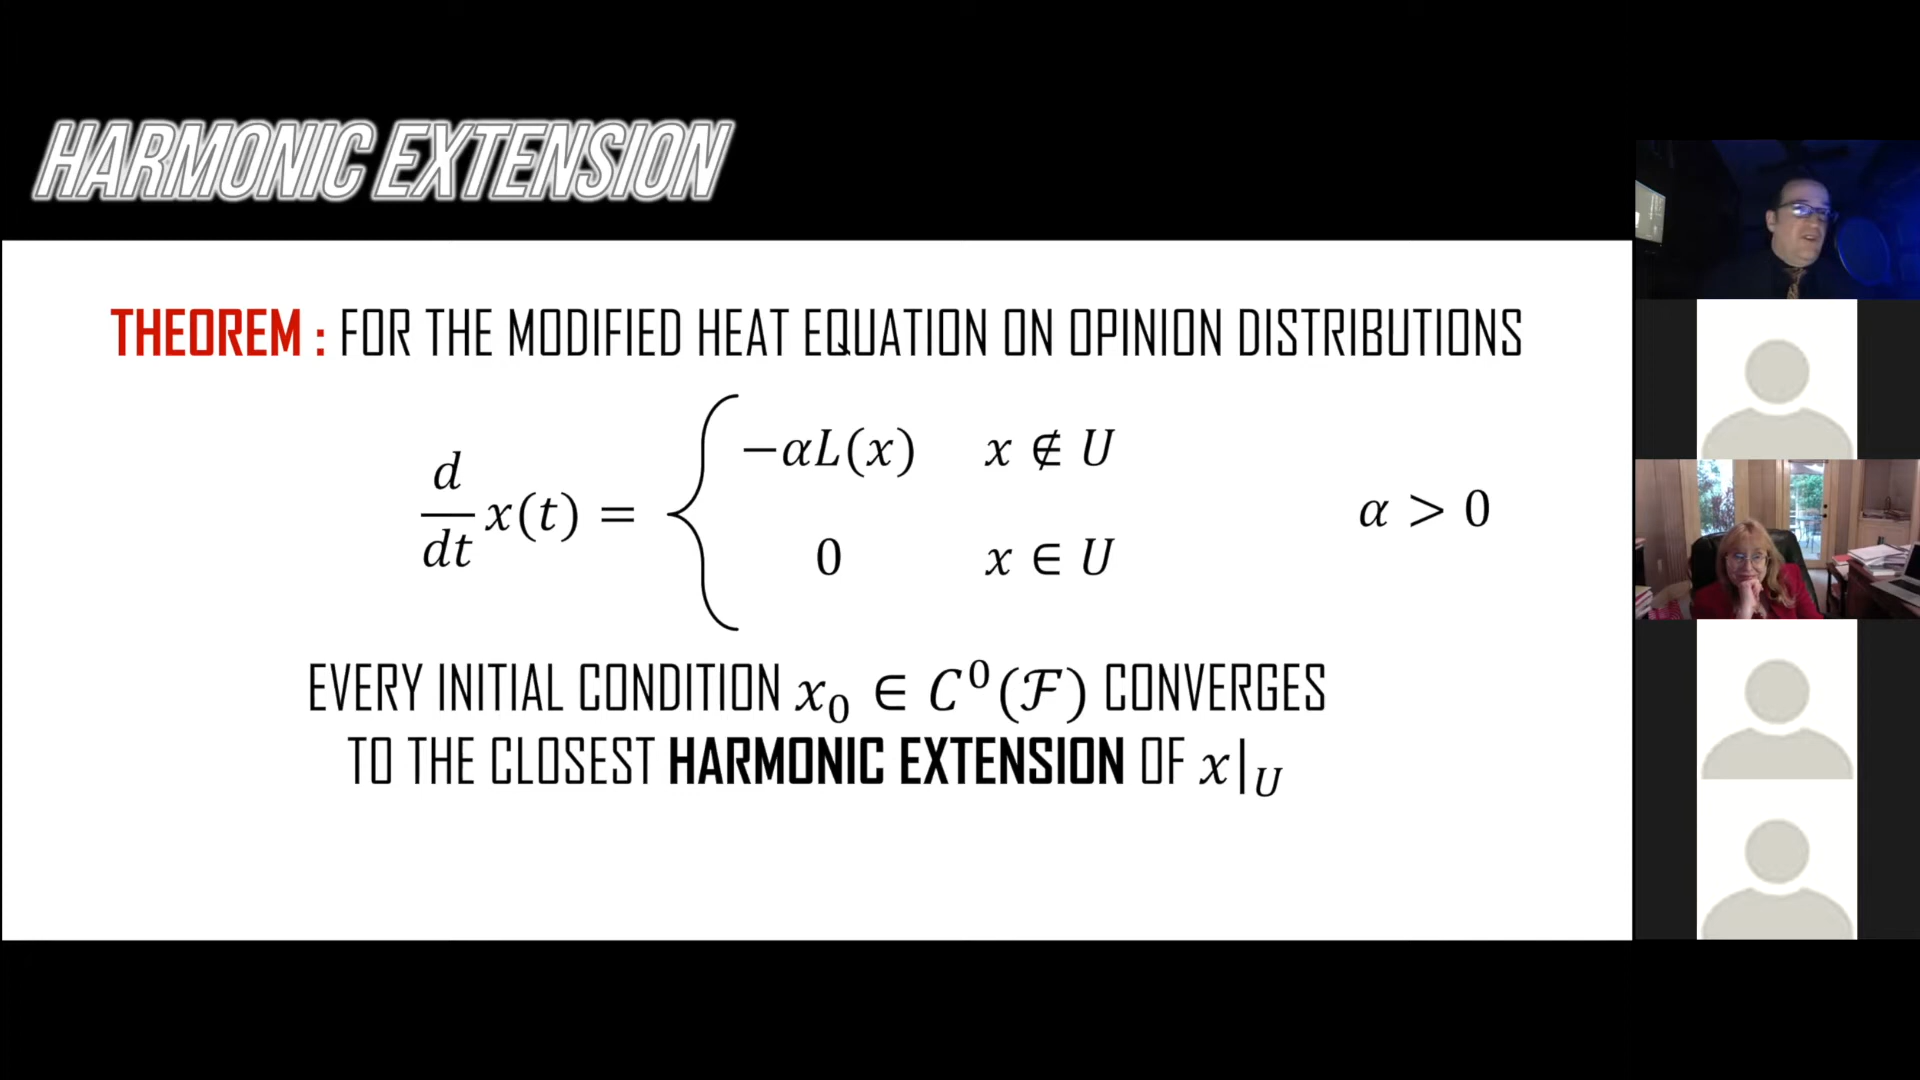 HARMONIC EXTENSION
THEOREM : FOR THE MODIFIED HEAT EQUATION ON OPINION DISTRIBUTIONS
d/dt x(t) = { −αL(x) x ∉ U
0 x ∈ U
α > 0
EVERY INITIAL CONDITION x₀ ∈ C⁰(ℱ) CONVERGES
TO THE CLOSEST HARMONIC EXTENSION OF x|_U